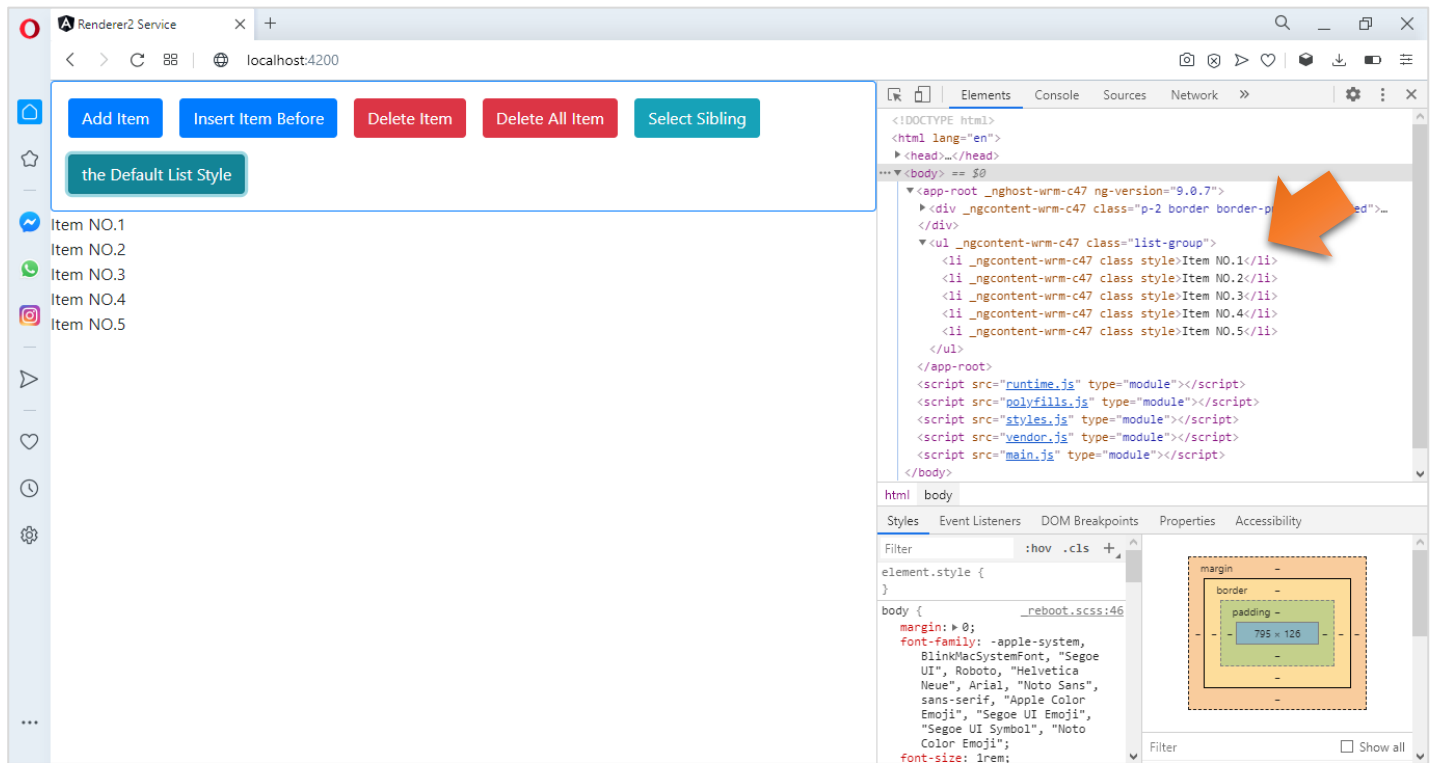 Renderer2 Service
localhost:4200
Add Item Insert Item Before Delete Item Delete All Item Select Sibling
the Default List Style
Item NO.1
Item NO.2
Item NO.3
Item NO.4
Item NO.5
Elements Console Sources Network »
<!DOCTYPE html>
<html lang="en">
<head>…</head>
<body> == $0
<app-root _nghost-wrm-c47 ng-version="9.0.7">
<div _ngcontent-wrm-c47 class="p-2 border border-p ed">…
</div>
<ul _ngcontent-wrm-c47 class="list-group">
<li _ngcontent-wrm-c47 class style>Item NO.1</li>
<li _ngcontent-wrm-c47 class style>Item NO.2</li>
<li _ngcontent-wrm-c47 class style>Item NO.3</li>
<li _ngcontent-wrm-c47 class style>Item NO.4</li>
<li _ngcontent-wrm-c47 class style>Item NO.5</li>
</ul>
</app-root>
<script src="runtime.js" type="module"></script>
<script src="polyfills.js" type="module"></script>
<script src="styles.js" type="module"></script>
<script src="vendor.js" type="module"></script>
<script src="main.js" type="module"></script>
</body>
html body
Styles Event Listeners DOM Breakpoints Properties Accessibility
Filter :hov .cls +
element.style {
}
body { _reboot.scss:46
margin: 0;
font-family: -apple-system,
BlinkMacSystemFont, "Segoe
UI", Roboto, "Helvetica
Neue", Arial, "Noto Sans",
sans-serif, "Apple Color
Emoji", "Segoe UI Emoji",
"Segoe UI Symbol", "Noto
Color Emoji";
font-size: 1rem;
margin -
border -
padding -
- - - 795 × 126 - - -
-
-
-
Filter Show all